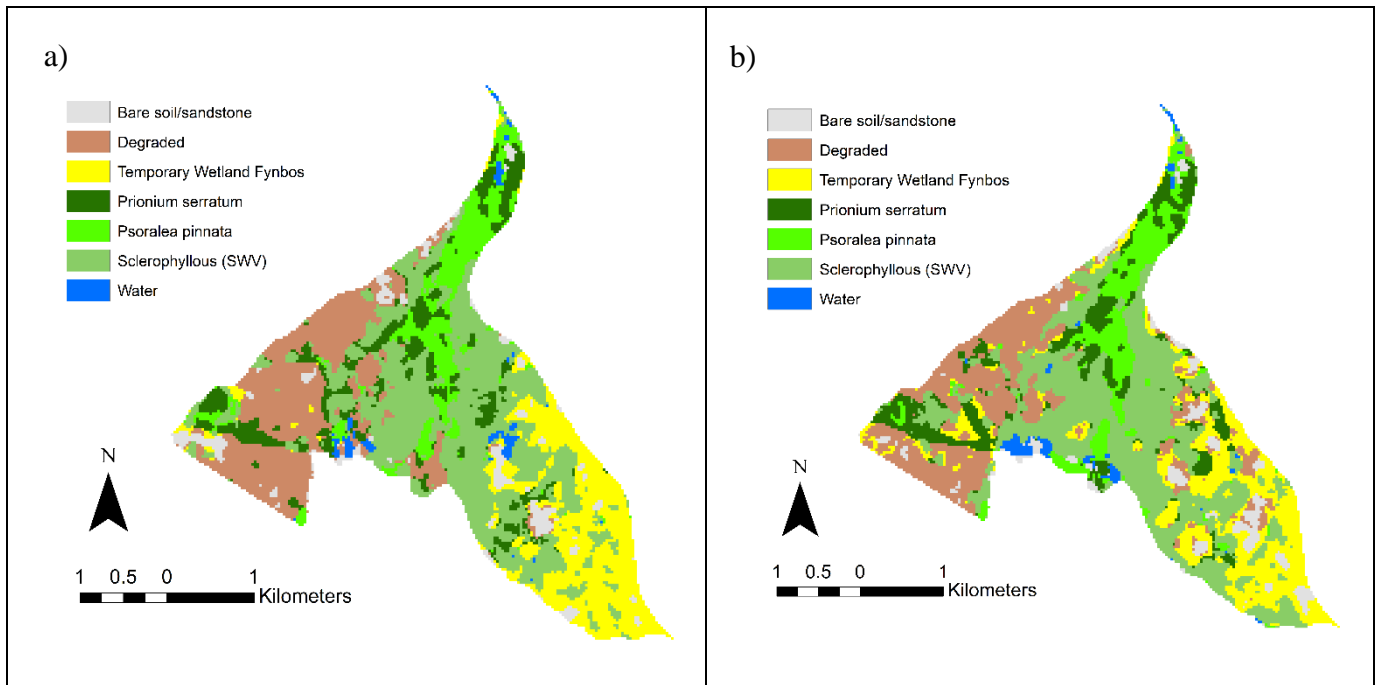 a)
Bare soil/sandstone
Degraded
Temporary Wetland Fynbos
Prionium serratum
Psoralea pinnata
Sclerophyllous (SWV)
Water
N
1 0.5 0 1
Kilometers
b)
Bare soil/sandstone
Degraded
Temporary Wetland Fynbos
Prionium serratum
Psoralea pinnata
Sclerophyllous (SWV)
Water
N
1 0.5 0 1
Kilometers